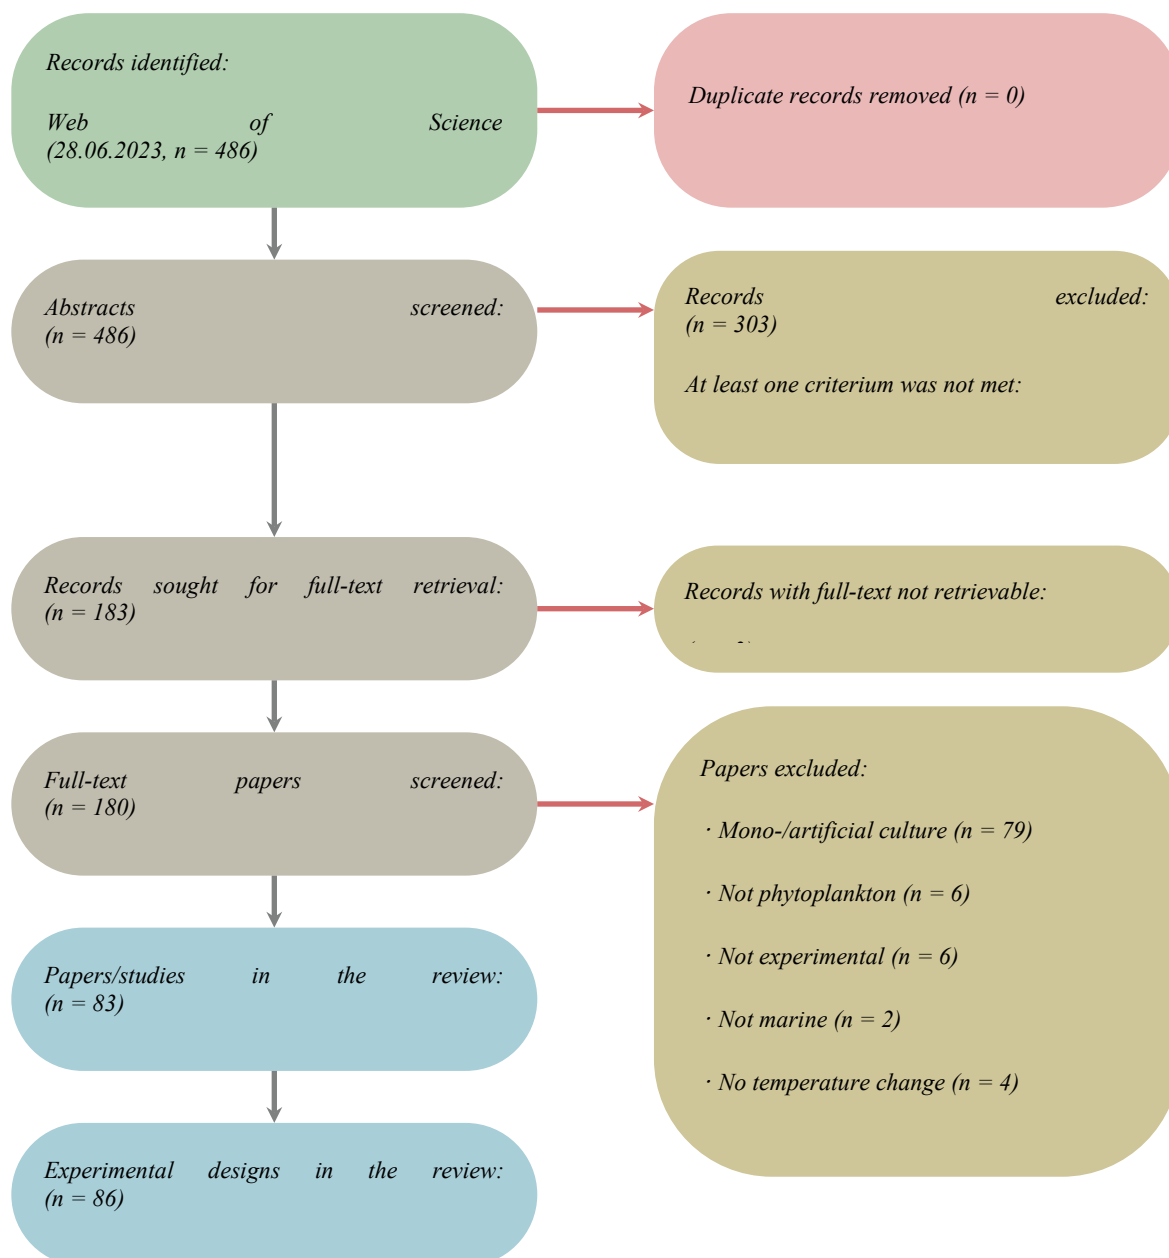 Records identified:
Web of Science
(28.06.2023, n = 486)
Duplicate records removed (n = 0)
Abstracts screened:
(n = 486)
Records excluded:
(n = 303)
At least one criterium was not met:
Records sought for full-text retrieval:
(n = 183)
Records with full-text not retrievable:
Full-text papers screened:
(n = 180)
Papers excluded:
· Mono-/artificial culture (n = 79)
· Not phytoplankton (n = 6)
· Not experimental (n = 6)
· Not marine (n = 2)
· No temperature change (n = 4)
Papers/studies in the review:
(n = 83)
Experimental designs in the review:
(n = 86)